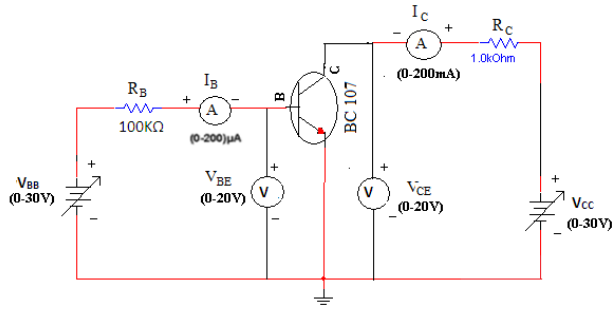 I_C
- A +
R_C
(0-200mA)
1.0kOhm
R_B
I_B
+ A -
100KΩ
(0-200)µA
B
C
BC 107
V_BB
(0-30V)
+
-
V_BE
(0-20V)
+
V
-
+
V
-
V_CE
(0-20V)
+
-
V_CC
(0-30V)